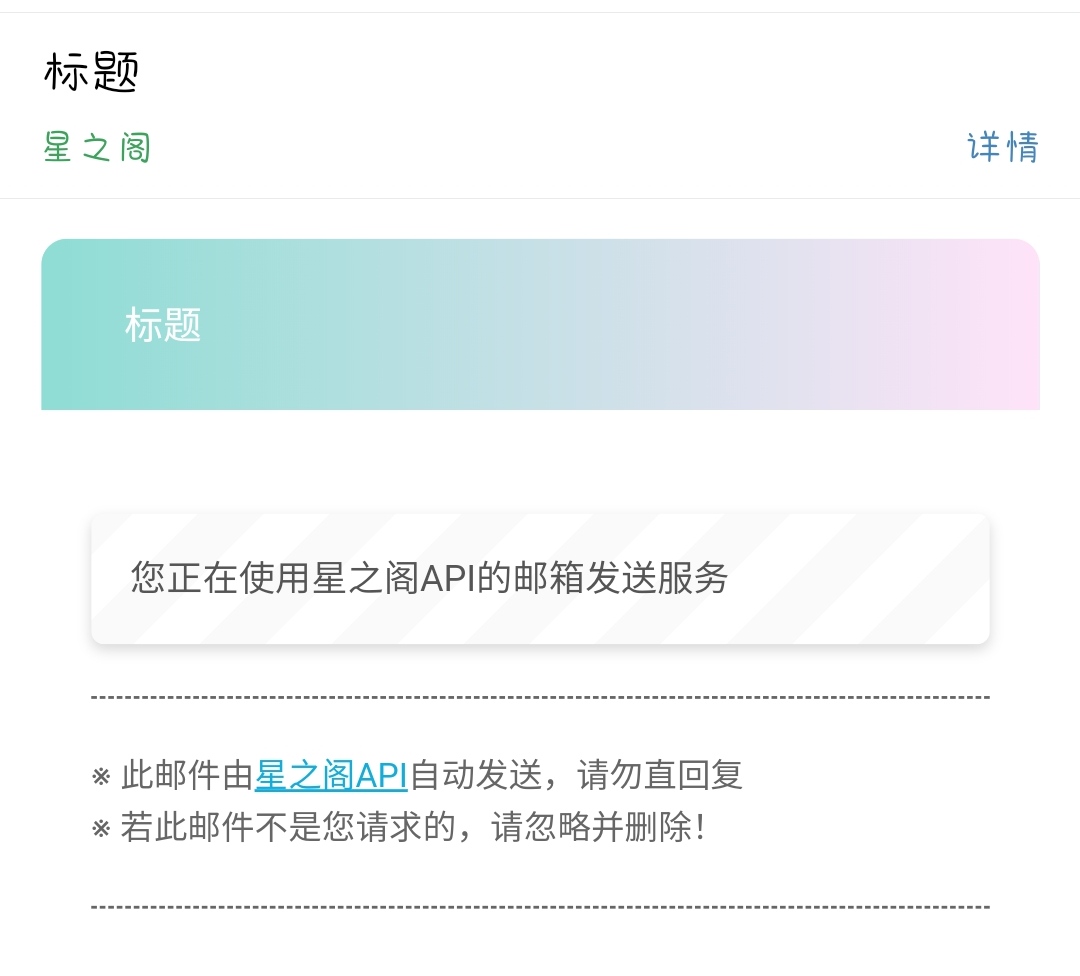 标题
星之阁
详情
标题
您正在使用星之阁API的邮箱发送服务
※ 此邮件由星之阁API自动发送，请勿直回复
※ 若此邮件不是您请求的，请忽略并删除！